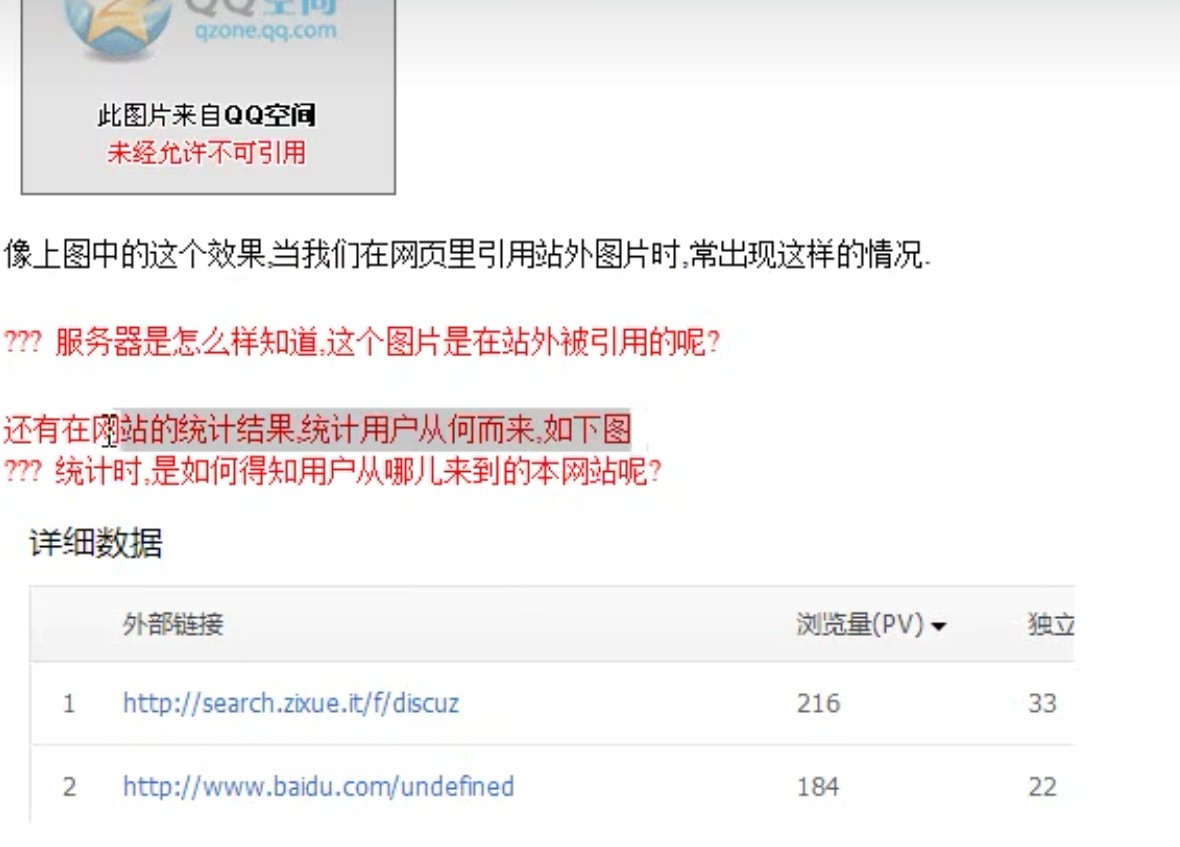 QQ空间
qzone.qq.com
此图片来自QQ空间
未经允许不可引用
像上图中的这个效果,当我们在网页里引用站外图片时,常出现这样的情况.
??? 服务器是怎么样知道,这个图片是在站外被引用的呢?
还有在网站的统计结果,统计用户从何而来,如下图
??? 统计时,是如何得知用户从哪儿来到的本网站呢?
详细数据
外部链接 浏览量(PV) 独立
1 http://search.zixue.it/f/discuz 216 33
2 http://www.baidu.com/undefined 184 22